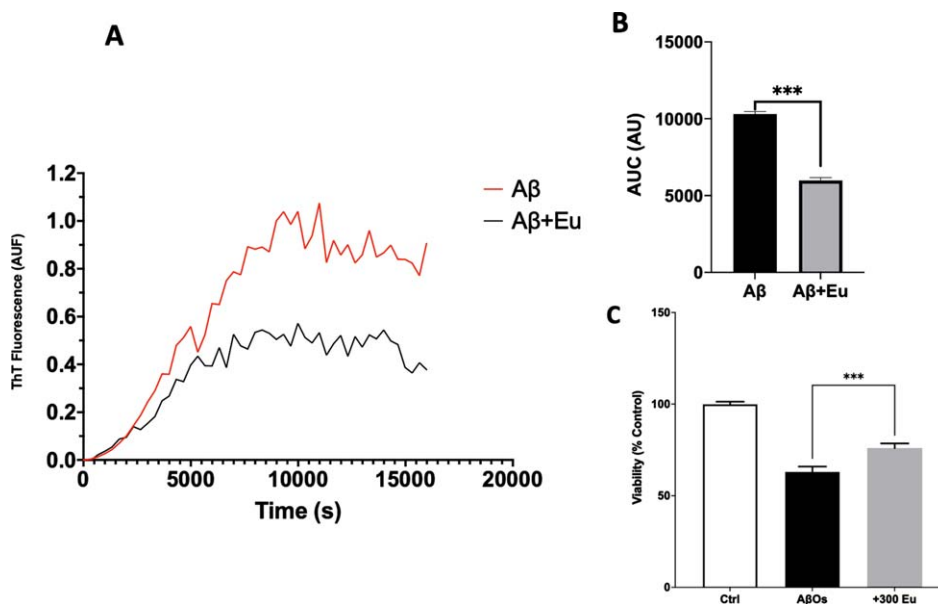 A
ThT Fluorescence (AUF)
1.2
1.0
0.8
0.6
0.4
0.2
0.0
0
5000
10000
15000
20000
Time (s)
Aβ
Aβ+Eu
B
AUC (AU)
15000
10000
5000
0
***
Aβ
Aβ+Eu
C
Viability (% Control)
150
100
50
0
***
Ctrl
AβOs
+300 Eu